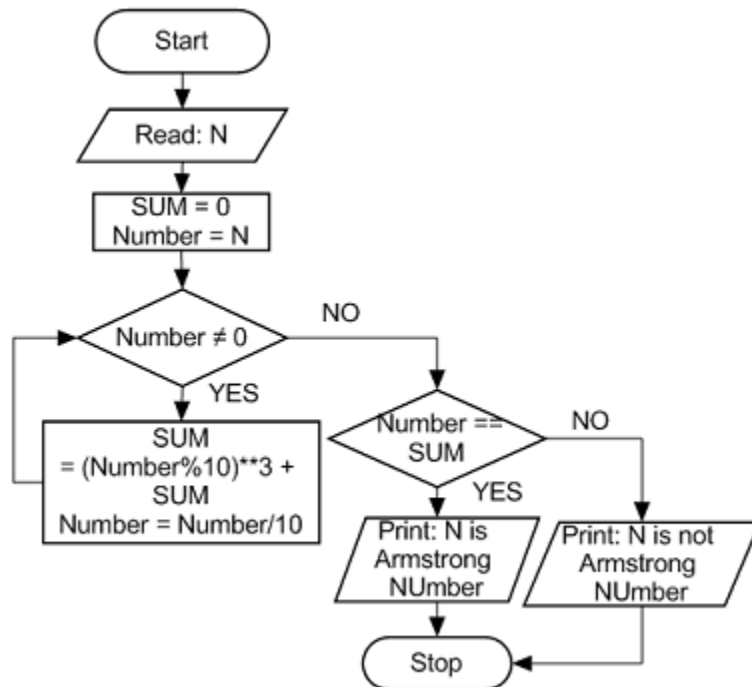 Start
Read: N
SUM = 0
Number = N
Number ≠ 0
NO
YES
SUM
= (Number%10)**3 +
SUM
Number = Number/10
Number ==
SUM
NO
YES
Print: N is
Armstrong
NUmber
Print: N is not
Armstrong
NUmber
Stop